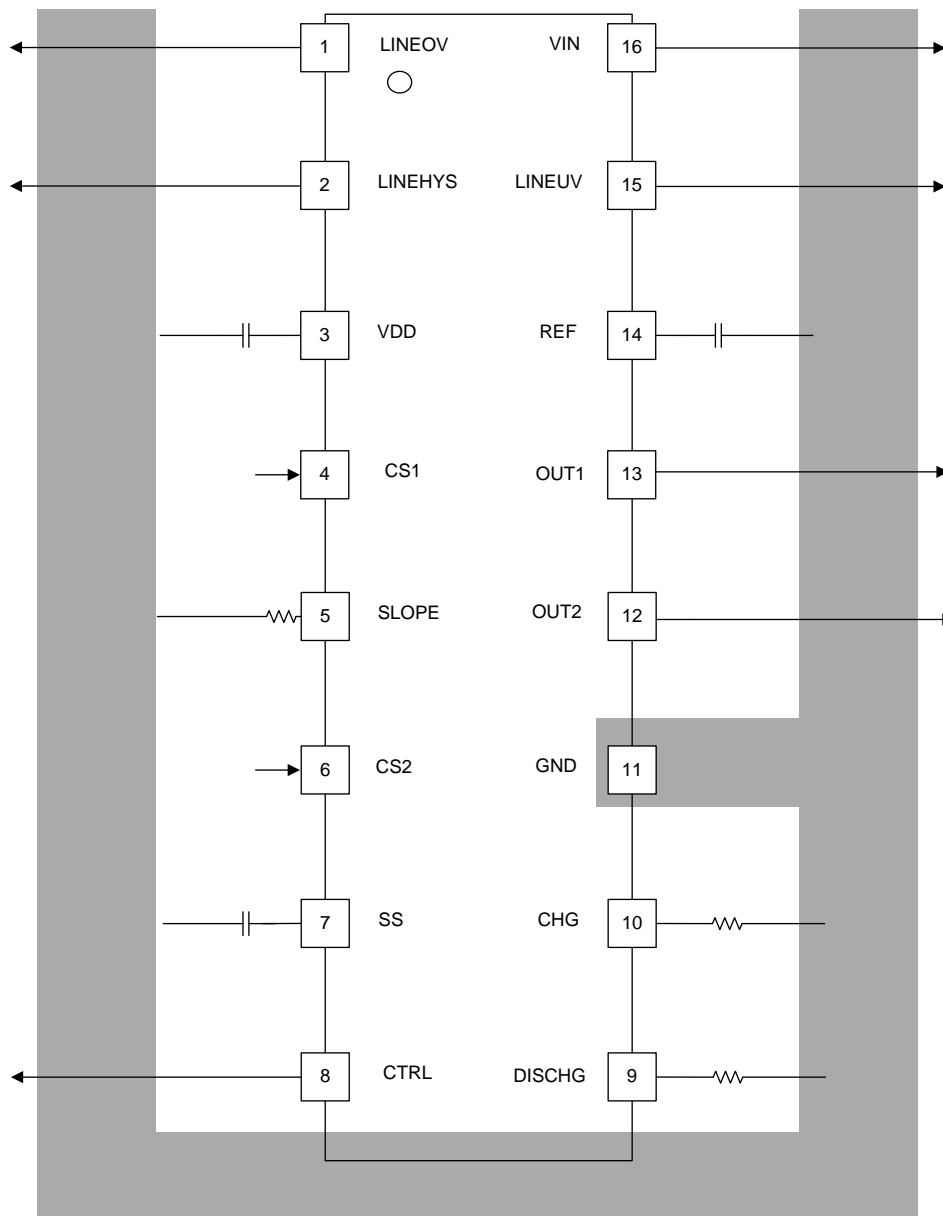 1 LINEOV VIN 16
2 LINEHYS LINEUV 15
3 VDD REF 14
4 CS1 OUT1 13
5 SLOPE OUT2 12
6 CS2 GND 11
7 SS CHG 10
8 CTRL DISCHG 9